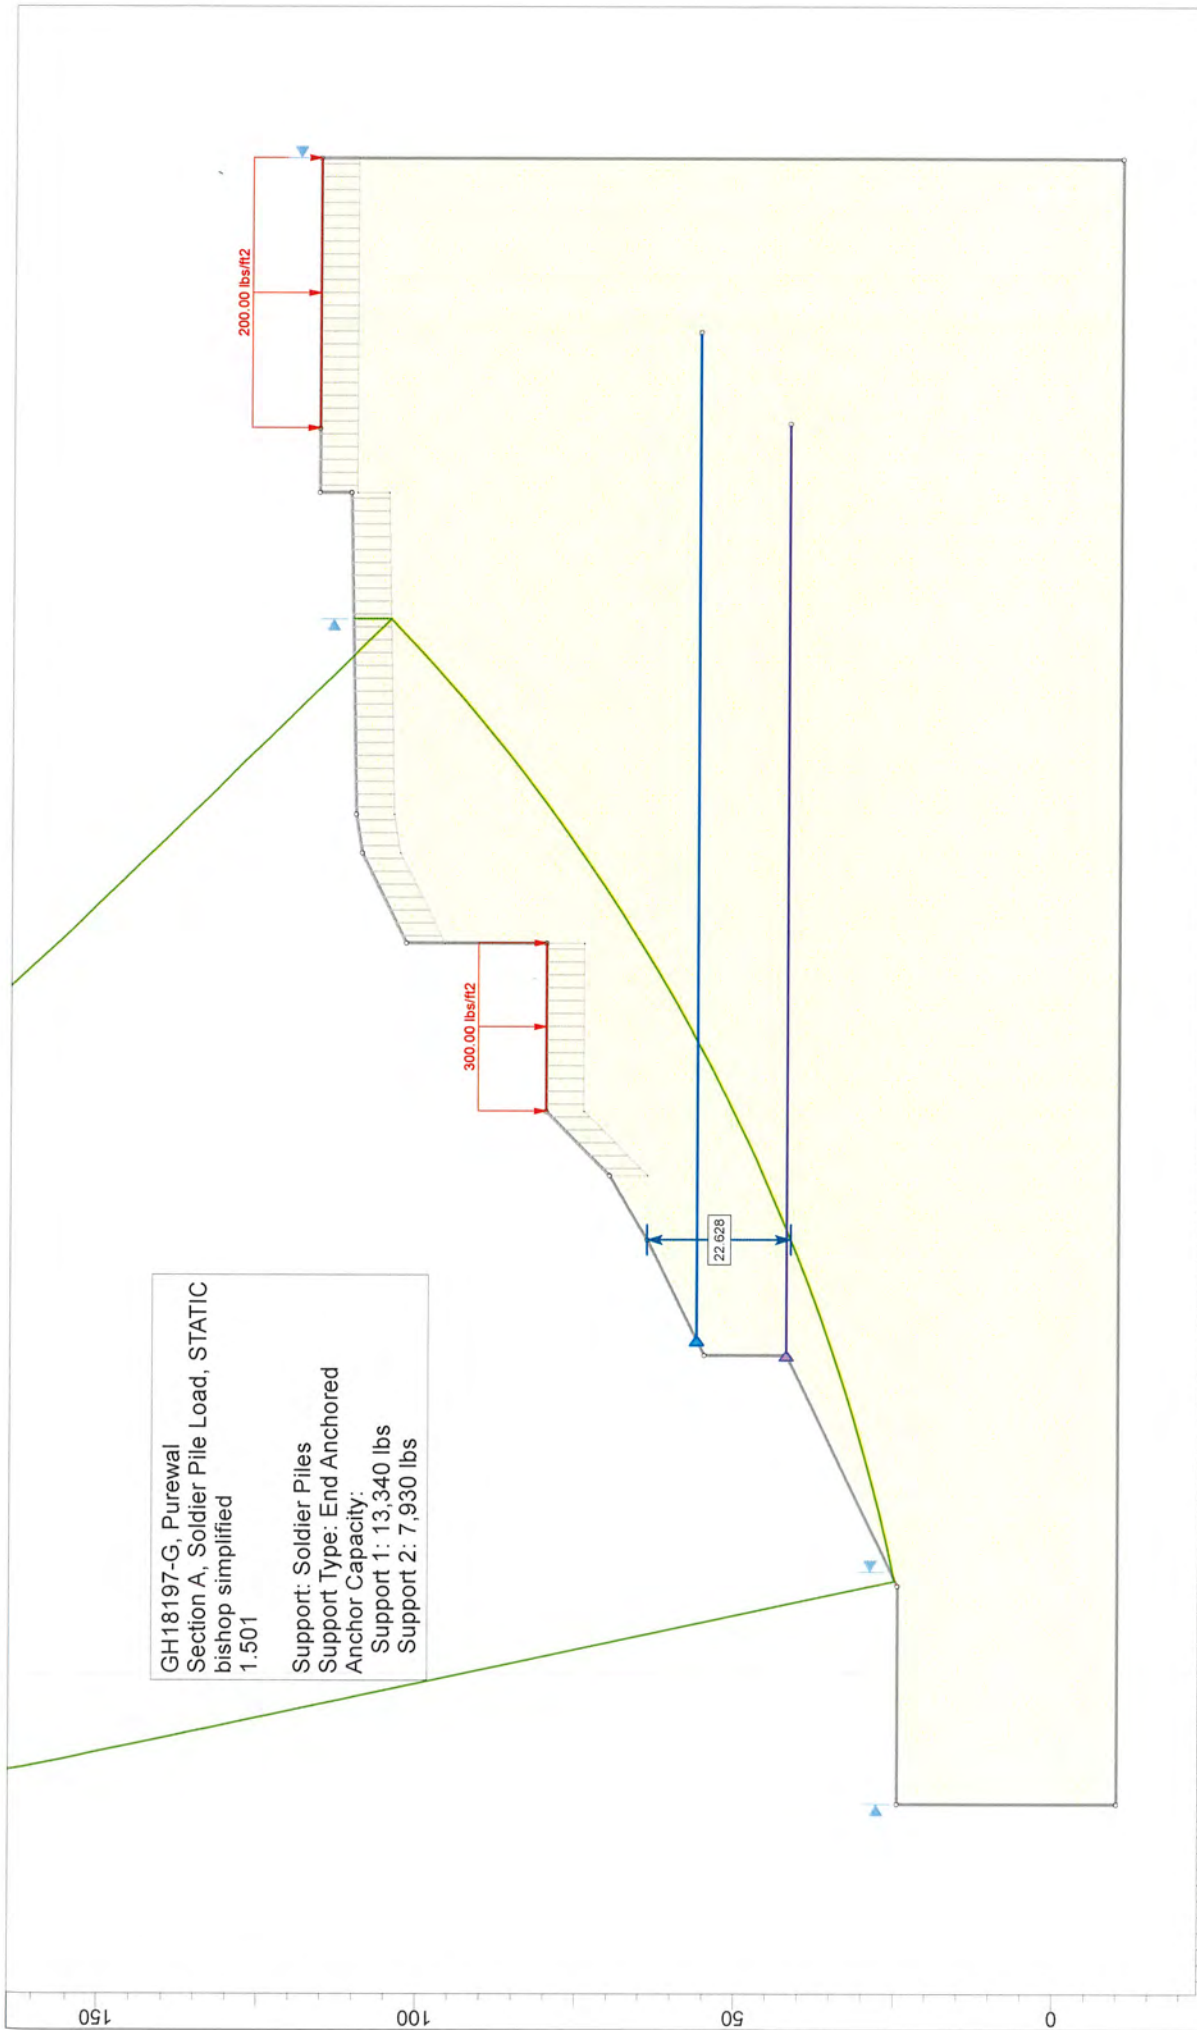 GH18197-G, Purewal
Section A, Soldier Pile Load, STATIC
bishop simplified
1.501
Support: Soldier Piles
Support Type: End Anchored
Anchor Capacity:
Support 1: 13,340 lbs
Support 2: 7,930 lbs
200.00 lbs/ft2
300.00 lbs/ft2
22.628
150
100
50
0